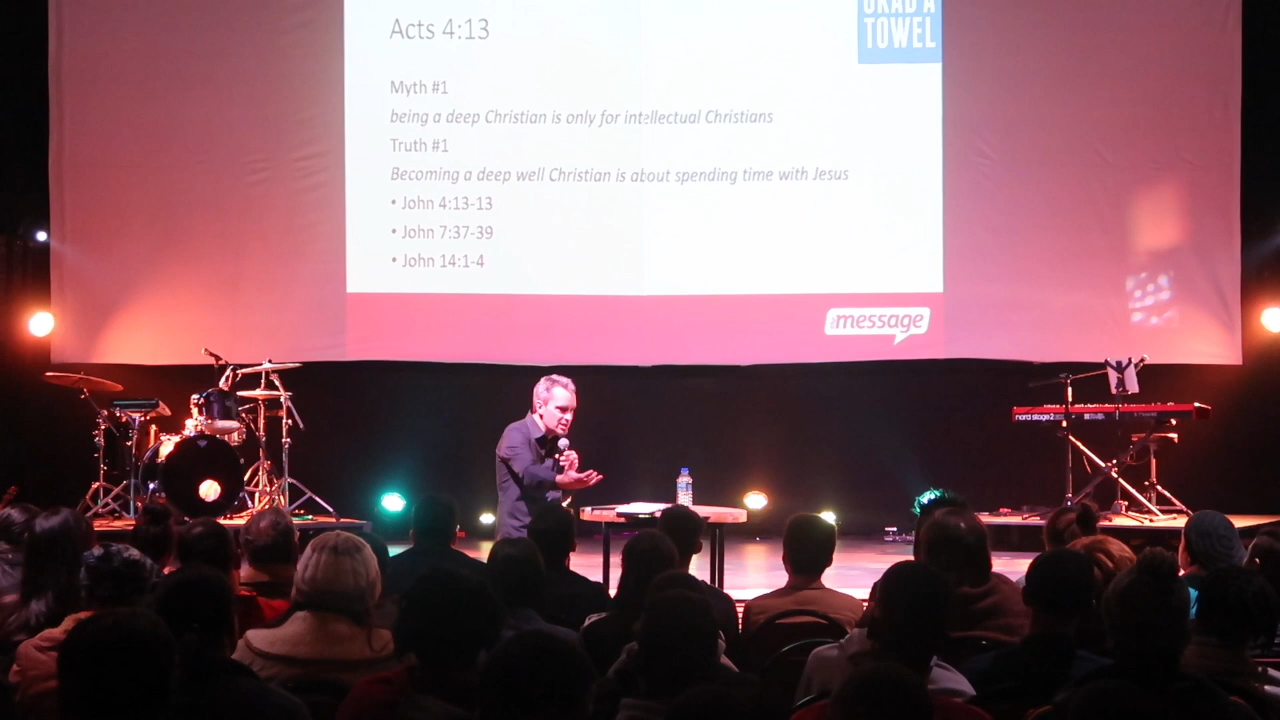 Acts 4:13
GRAB A
TOWEL
Myth #1
being a deep Christian is only for intellectual Christians
Truth #1
Becoming a deep well Christian is about spending time with Jesus
• John 4:13-13
• John 7:37-39
• John 14:1-4
the message
nord stage 2